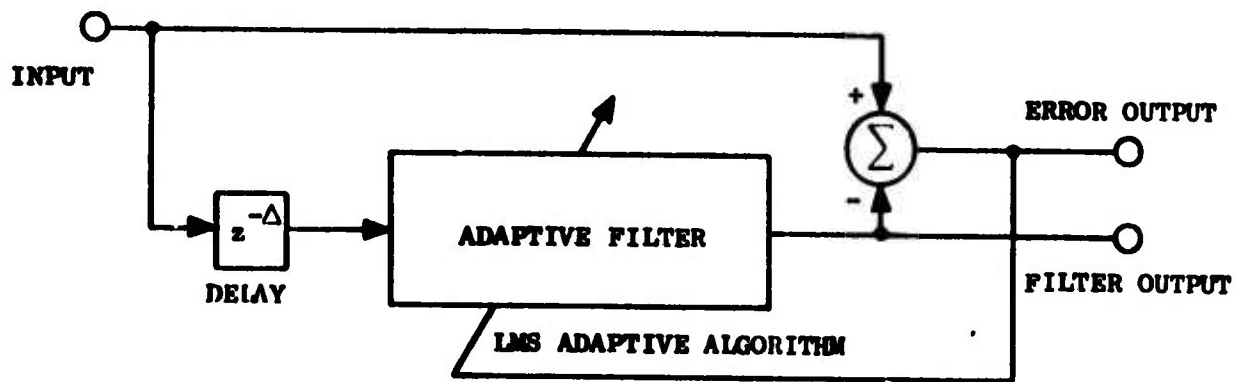 INPUT
+
Σ
ERROR OUTPUT
z^-Δ
ADAPTIVE FILTER
-
DELAY
FILTER OUTPUT
LMS ADAPTIVE ALGORITHM